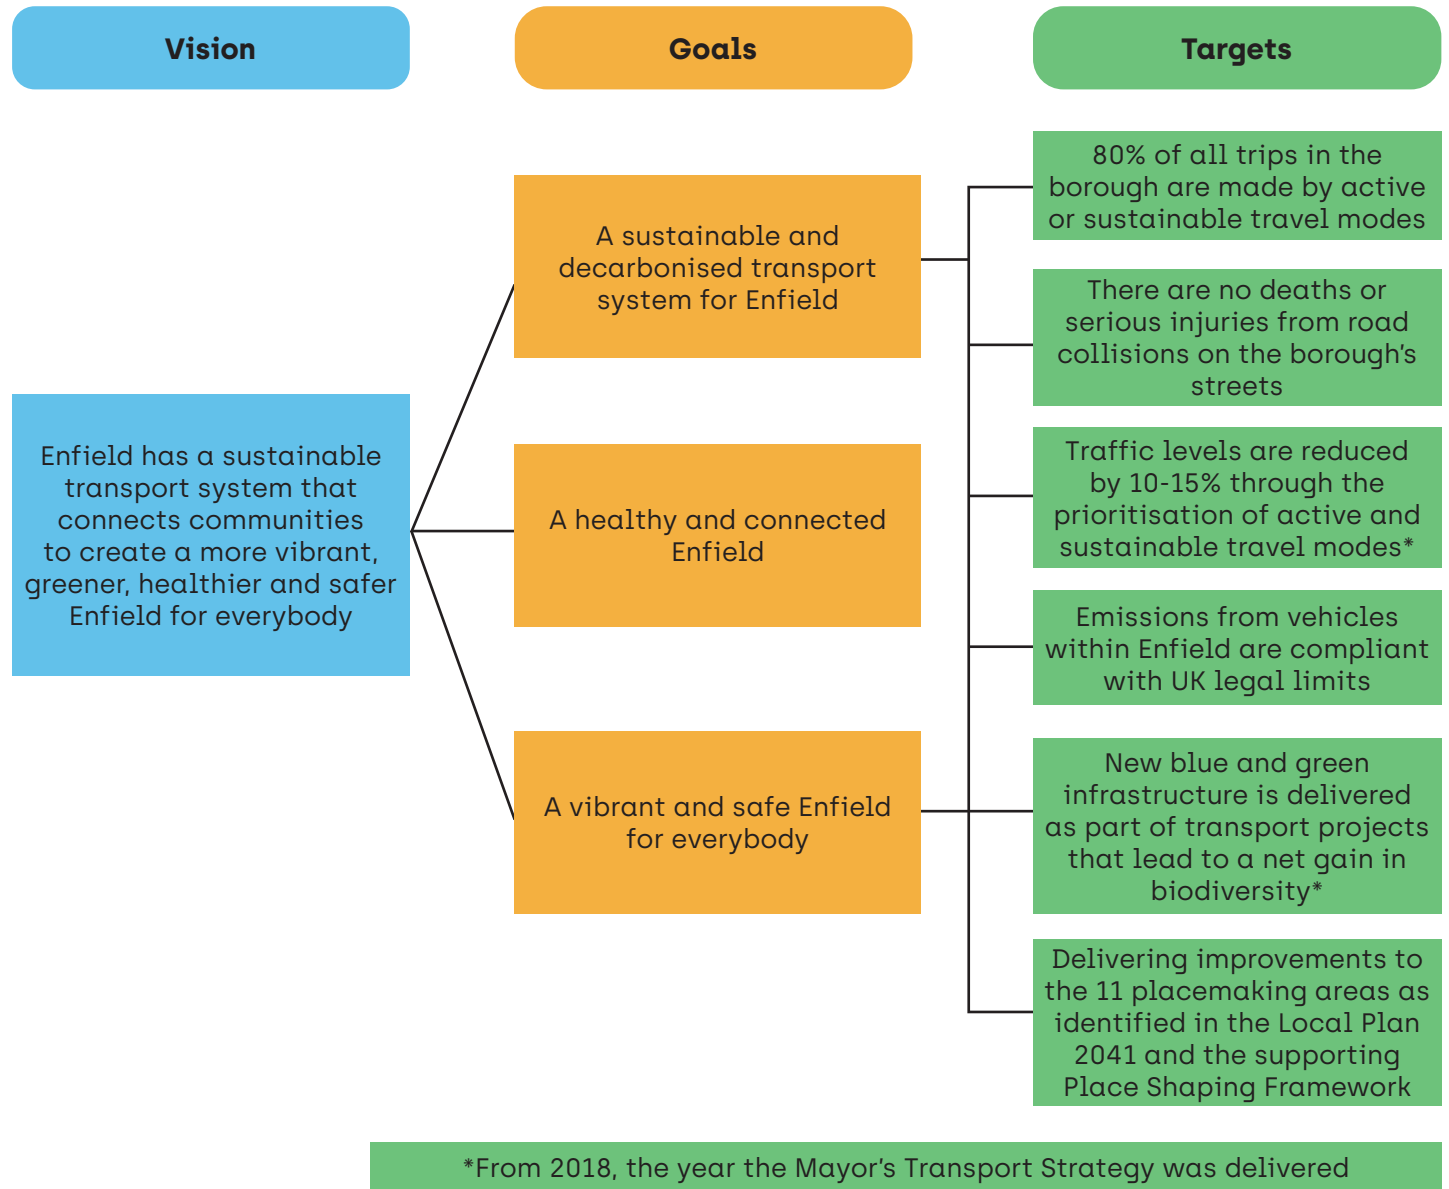 Vision
Goals
Targets
Enfield has a sustainable
transport system that
connects communities
to create a more vibrant,
greener, healthier and safer
Enfield for everybody
A sustainable and
decarbonised transport
system for Enfield
A healthy and connected
Enfield
A vibrant and safe Enfield
for everybody
80% of all trips in the
borough are made by active
or sustainable travel modes
There are no deaths or
serious injuries from road
collisions on the borough's
streets
Traffic levels are reduced
by 10-15% through the
prioritisation of active and
sustainable travel modes*
Emissions from vehicles
within Enfield are compliant
with UK legal limits
New blue and green
infrastructure is delivered
as part of transport projects
that lead to a net gain in
biodiversity*
Delivering improvements to
the 11 placemaking areas as
identified in the Local Plan
2041 and the supporting
Place Shaping Framework
*From 2018, the year the Mayor's Transport Strategy was delivered